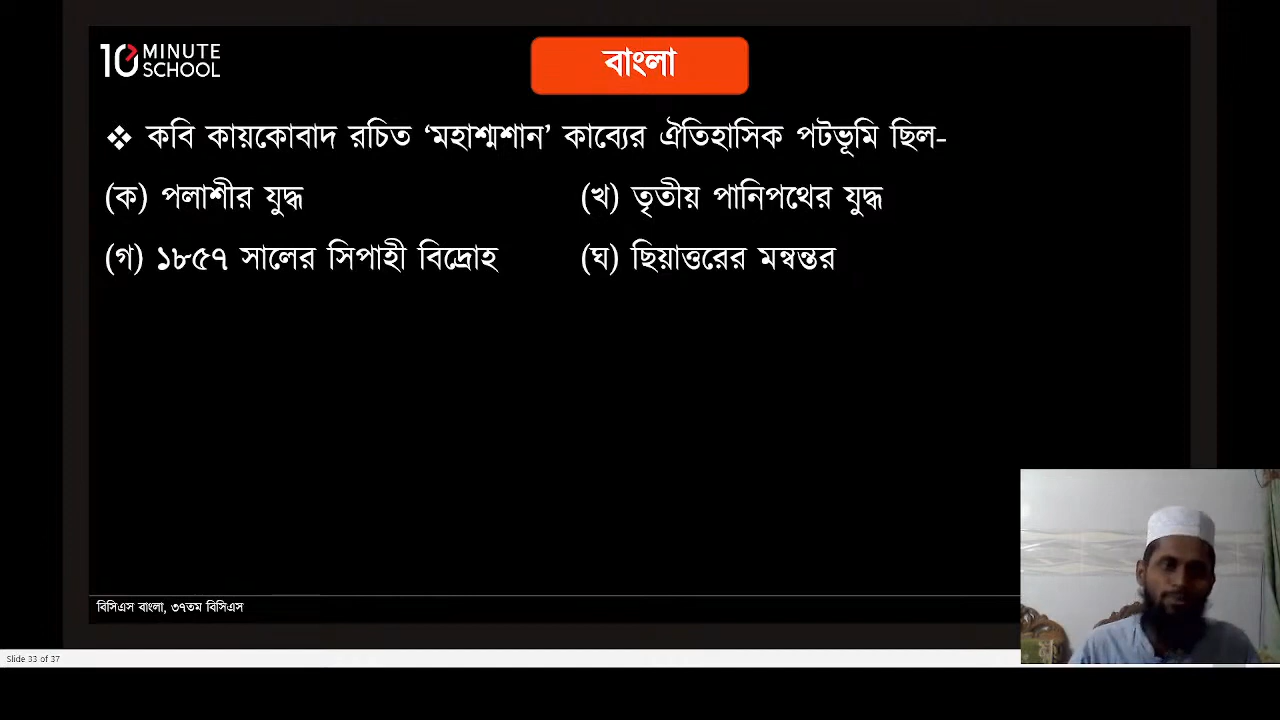 10 MINUTE SCHOOL
বাংলা
❖ কবি কায়কোবাদ রচিত ‘মহাশ্মশান’ কাব্যের ঐতিহাসিক পটভূমি ছিল-
(ক) পলাশীর যুদ্ধ (খ) তৃতীয় পানিপথের যুদ্ধ
(গ) ১৮৫৭ সালের সিপাহী বিদ্রোহ (ঘ) ছিয়াত্তরের মন্বন্তর
বিসিএস বাংলা, ৩৭তম বিসিএস
Slide 33 of 37